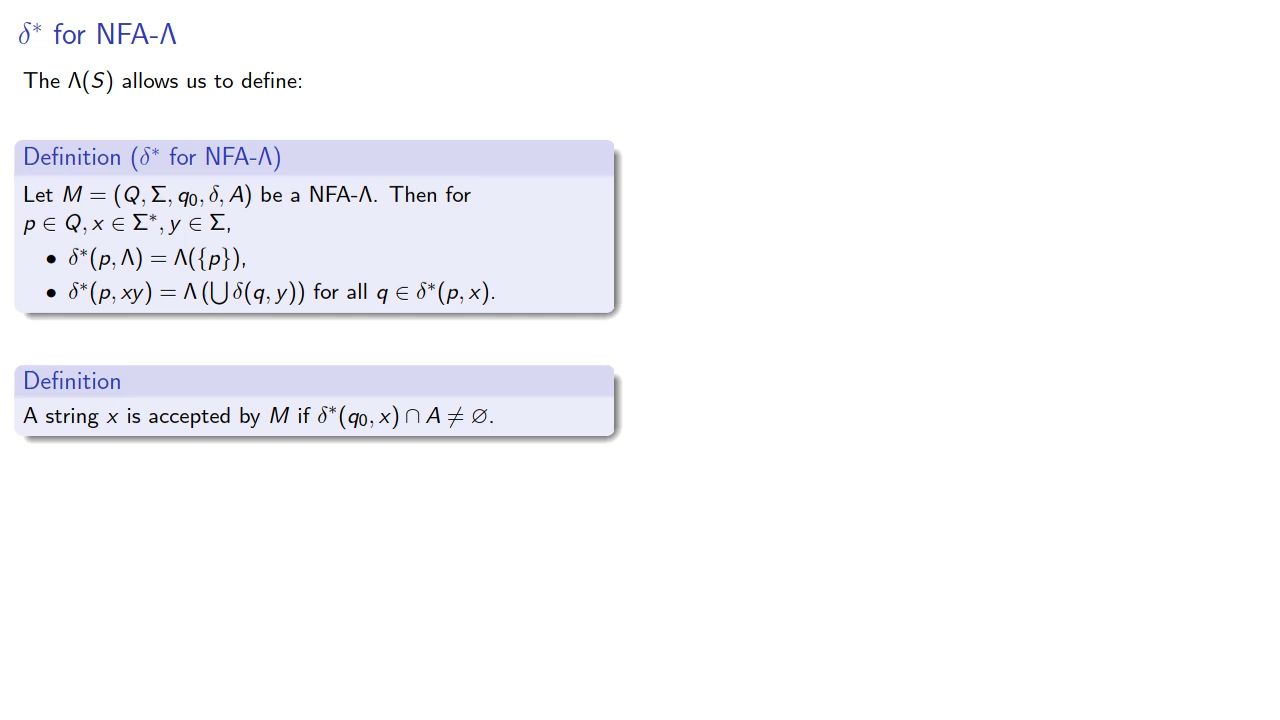 δ* for NFA-Λ
The Λ(S) allows us to define:
Definition (δ* for NFA-Λ)
Let M = (Q, Σ, q₀, δ, A) be a NFA-Λ. Then for
p ∈ Q, x ∈ Σ*, y ∈ Σ,
• δ*(p, Λ) = Λ({p}),
• δ*(p, xy) = Λ (⋃ δ(q, y)) for all q ∈ δ*(p, x).
Definition
A string x is accepted by M if δ*(q₀, x) ∩ A ≠ ∅.